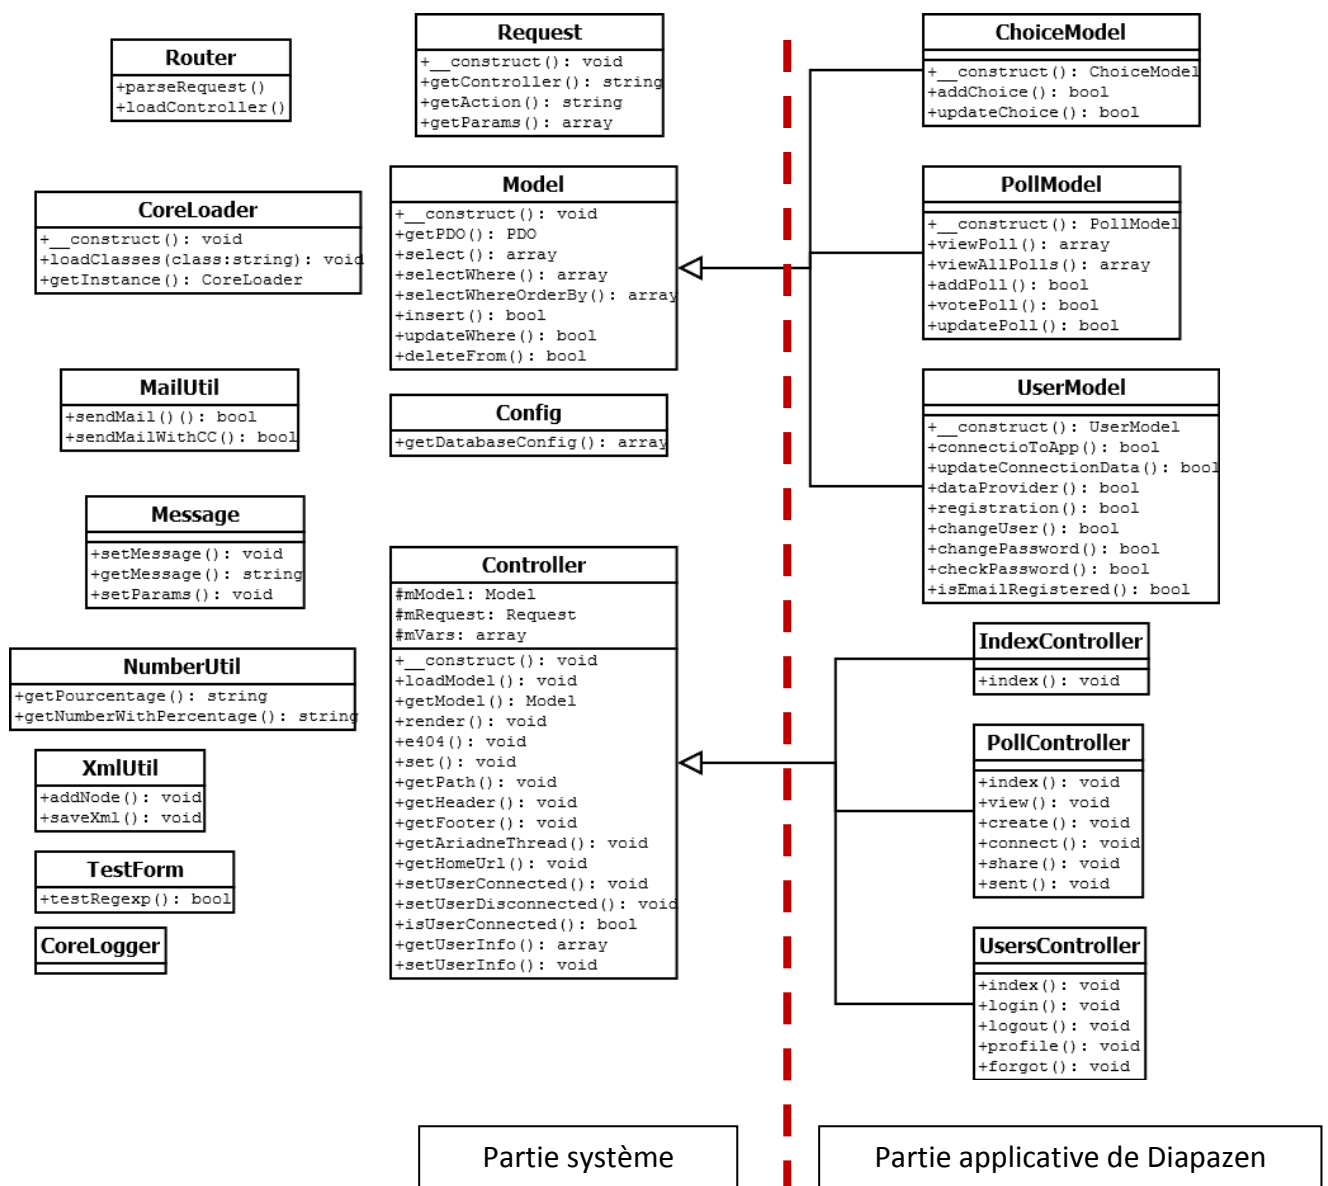 Router
+parseRequest()
+loadController()
Request
+__construct(): void
+getController(): string
+getAction(): string
+getParams(): array
ChoiceModel
+__construct(): ChoiceModel
+addChoice(): bool
+updateChoice(): bool
CoreLoader
+__construct(): void
+loadClasses(class:string): void
+getInstance(): CoreLoader
Model
+__construct(): void
+getPDO(): PDO
+select(): array
+selectWhere(): array
+selectWhereOrderBy(): array
+insert(): bool
+updateWhere(): bool
+deleteFrom(): bool
PollModel
+__construct(): PollModel
+viewPoll(): array
+viewAllPolls(): array
+addPoll(): bool
+votePoll(): bool
+updatePoll(): bool
MailUtil
+sendMail()(): bool
+sendMailWithCC(): bool
Config
+getDatabaseConfig(): array
UserModel
+__construct(): UserModel
+connectioToApp(): bool
+updateConnectionData(): bool
+dataProvider(): bool
+registration(): bool
+changeUser(): bool
+changePassword(): bool
+checkPassword(): bool
+isEmailRegistered(): bool
Message
+setMessage(): void
+getMessage(): string
+setParams(): void
Controller
#mModel: Model
#mRequest: Request
#mVars: array
+__construct(): void
+loadModel(): void
+getModel(): Model
+render(): void
+e404(): void
+set(): void
+getPath(): void
+getHeader(): void
+getFooter(): void
+getAriadneThread(): void
+getHomeUrl(): void
+setUserConnected(): void
+setUserDisconnected(): void
+isUserConnected(): bool
+getUserInfo(): array
+setUserInfo(): void
IndexController
+index(): void
NumberUtil
+getPourcentage(): string
+getNumberWithPercentage(): string
PollController
+index(): void
+view(): void
+create(): void
+connect(): void
+share(): void
+sent(): void
XmlUtil
+addNode(): void
+saveXml(): void
TestForm
+testRegexp(): bool
CoreLogger
UsersController
+index(): void
+login(): void
+logout(): void
+profile(): void
+forgot(): void
Partie système
Partie applicative de Diapazen